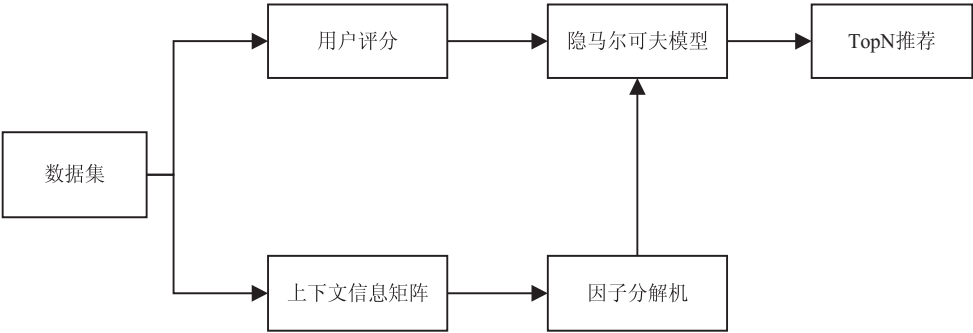 用户评分
隐马尔可夫模型
TopN推荐
数据集
上下文信息矩阵
因子分解机